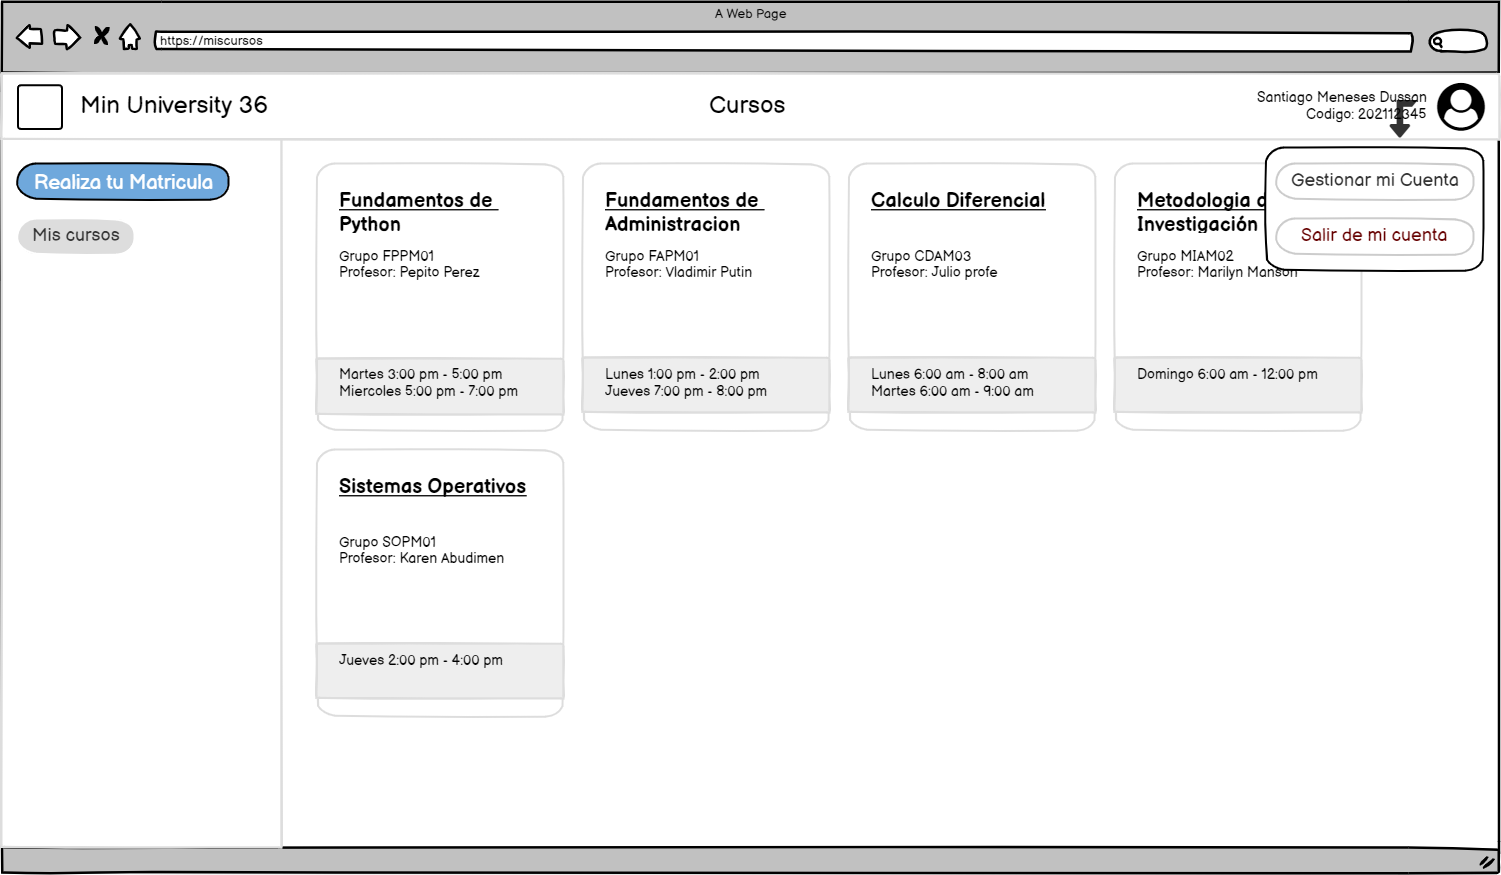 A Web Page
https://miscursos
Min University 36
Cursos
Santiago Meneses Dusson
Codigo: 202112345
Realiza tu Matricula
Mis cursos
Gestionar mi Cuenta
Salir de mi cuenta
Fundamentos de
Python
Grupo FPPM01
Profesor: Pepito Perez
Martes 3:00 pm - 5:00 pm
Miercoles 5:00 pm - 7:00 pm
Fundamentos de
Administracion
Grupo FAPM01
Profesor: Vladimir Putin
Lunes 1:00 pm - 2:00 pm
Jueves 7:00 pm - 8:00 pm
Calculo Diferencial
Grupo CDAM03
Profesor: Julio profe
Lunes 6:00 am - 8:00 am
Martes 6:00 am - 9:00 am
Metodologia
Investigación
Grupo MIAM02
Profesor: Marilyn Manson
Domingo 6:00 am - 12:00 pm
Sistemas Operativos
Grupo SOPM01
Profesor: Karen Abudimen
Jueves 2:00 pm - 4:00 pm